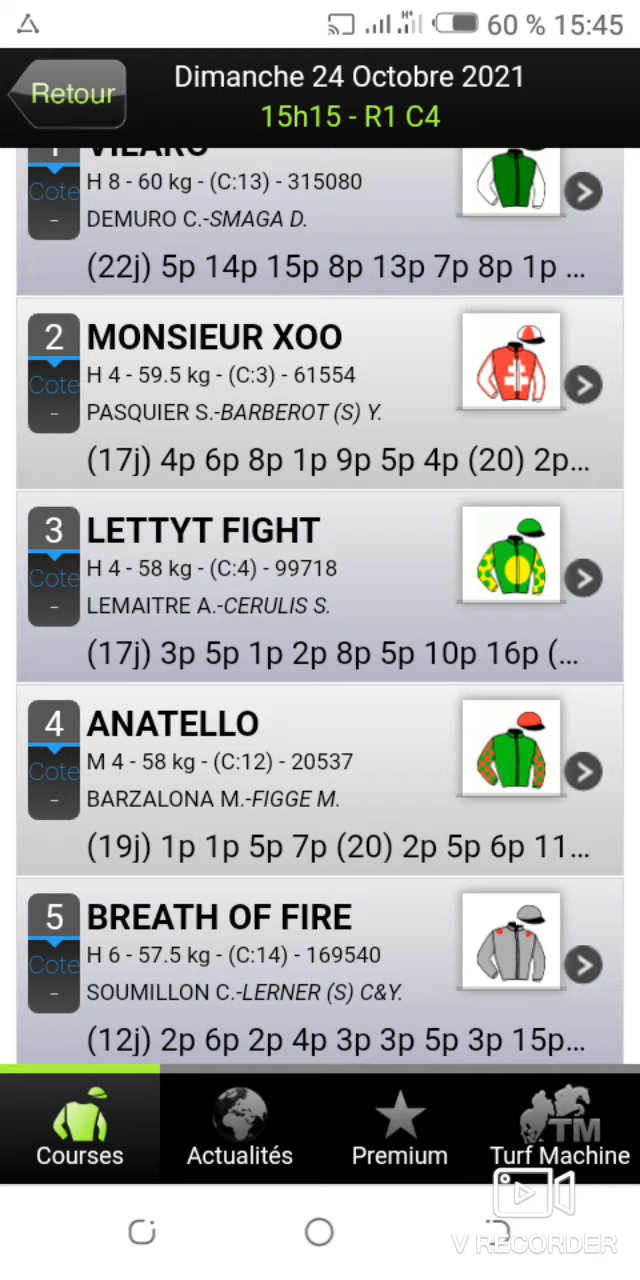 60 % 15:45
Retour
Dimanche 24 Octobre 2021
15h15 - R1 C4
1
Cote
-
H 8 - 60 kg - (C:13) - 315080
DEMURO C.-SMAGA D.
(22j) 5p 14p 15p 8p 13p 7p 8p 1p ...
2
Cote
-
MONSIEUR XOO
H 4 - 59.5 kg - (C:3) - 61554
PASQUIER S.-BARBEROT (S) Y.
(17j) 4p 6p 8p 1p 9p 5p 4p (20) 2p...
3
Cote
-
LETTYT FIGHT
H 4 - 58 kg - (C:4) - 99718
LEMAITRE A.-CERULIS S.
(17j) 3p 5p 1p 2p 8p 5p 10p 16p (...
4
Cote
-
ANATELLO
M 4 - 58 kg - (C:12) - 20537
BARZALONA M.-FIGGE M.
(19j) 1p 1p 5p 7p (20) 2p 5p 6p 11...
5
Cote
-
BREATH OF FIRE
H 6 - 57.5 kg - (C:14) - 169540
SOUMILLON C.-LERNER (S) C&Y.
(12j) 2p 6p 2p 4p 3p 3p 5p 3p 15p...
Courses
Actualités
Premium
TM
Turf Machine
V RECORDER